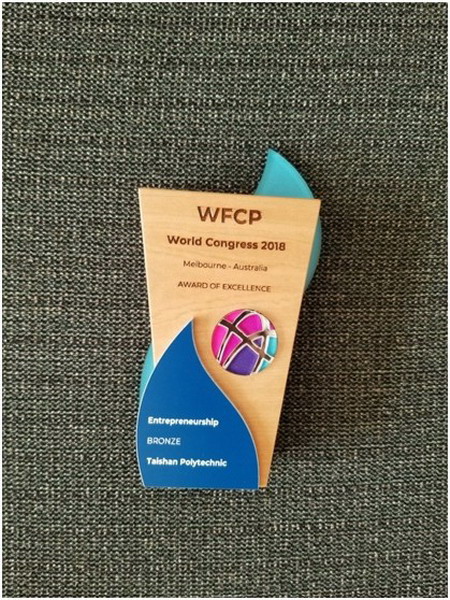 WFCP
World Congress 2018
Melbourne - Australia
AWARD OF EXCELLENCE
Entrepreneurship
BRONZE
Taishan Polytechnic